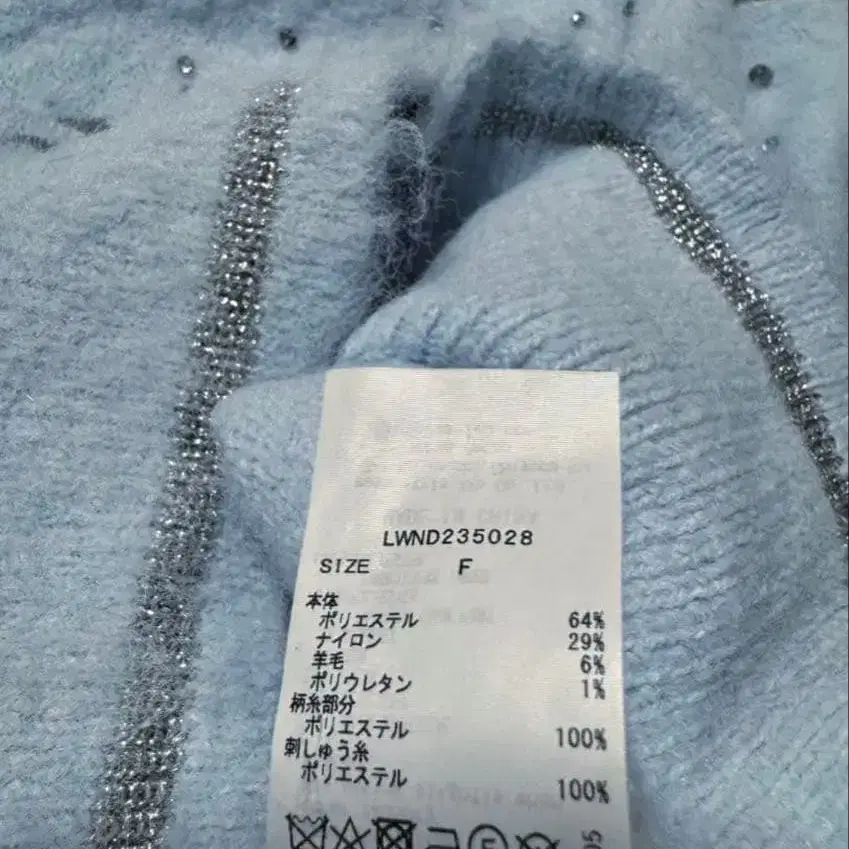 LWND235028
SIZE F
本体
ポリエステル 64%
ナイロン 29%
羊毛 6%
ポリウレタン 1%
柄糸部分
ポリエステル 100%
刺しゅう糸
ポリエステル 100%